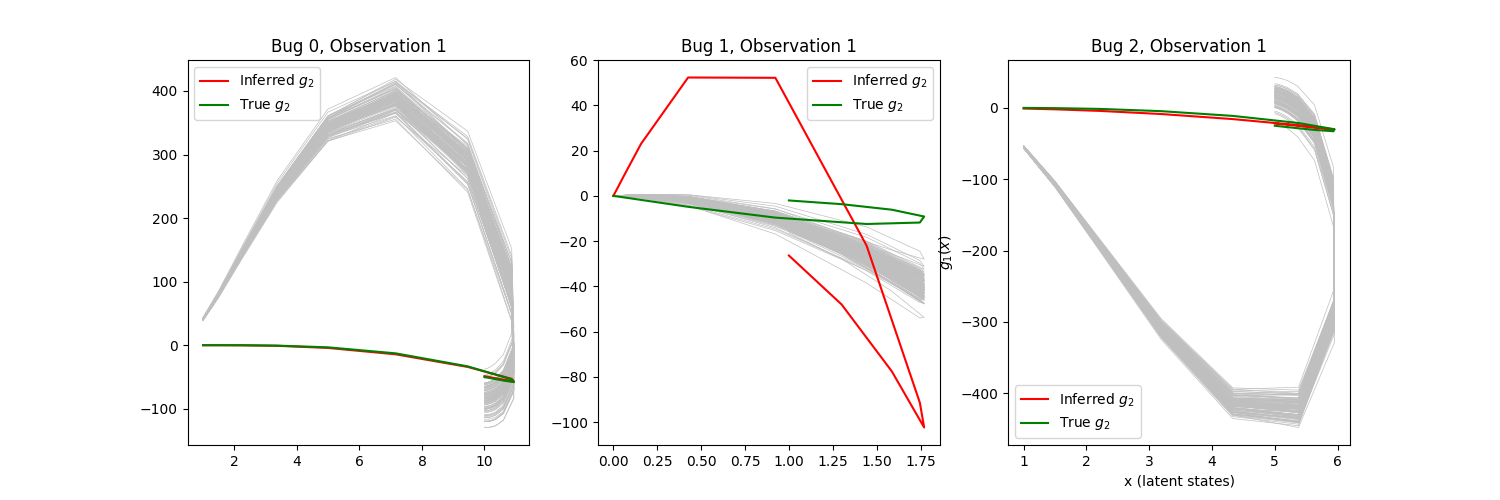 Bug 0, Observation 1
Inferred g₂
True g₂
400
300
200
100
0
−100
2 4 6 8 10
Bug 1, Observation 1
Inferred g₂
True g₂
60
40
20
0
−20
−40
−60
−80
−100
0.00 0.25 0.50 0.75 1.00 1.25 1.50 1.75
Bug 2, Observation 1
g₁(x)
0
−100
−200
−300
−400
Inferred g₂
True g₂
1 2 3 4 5 6
x (latent states)